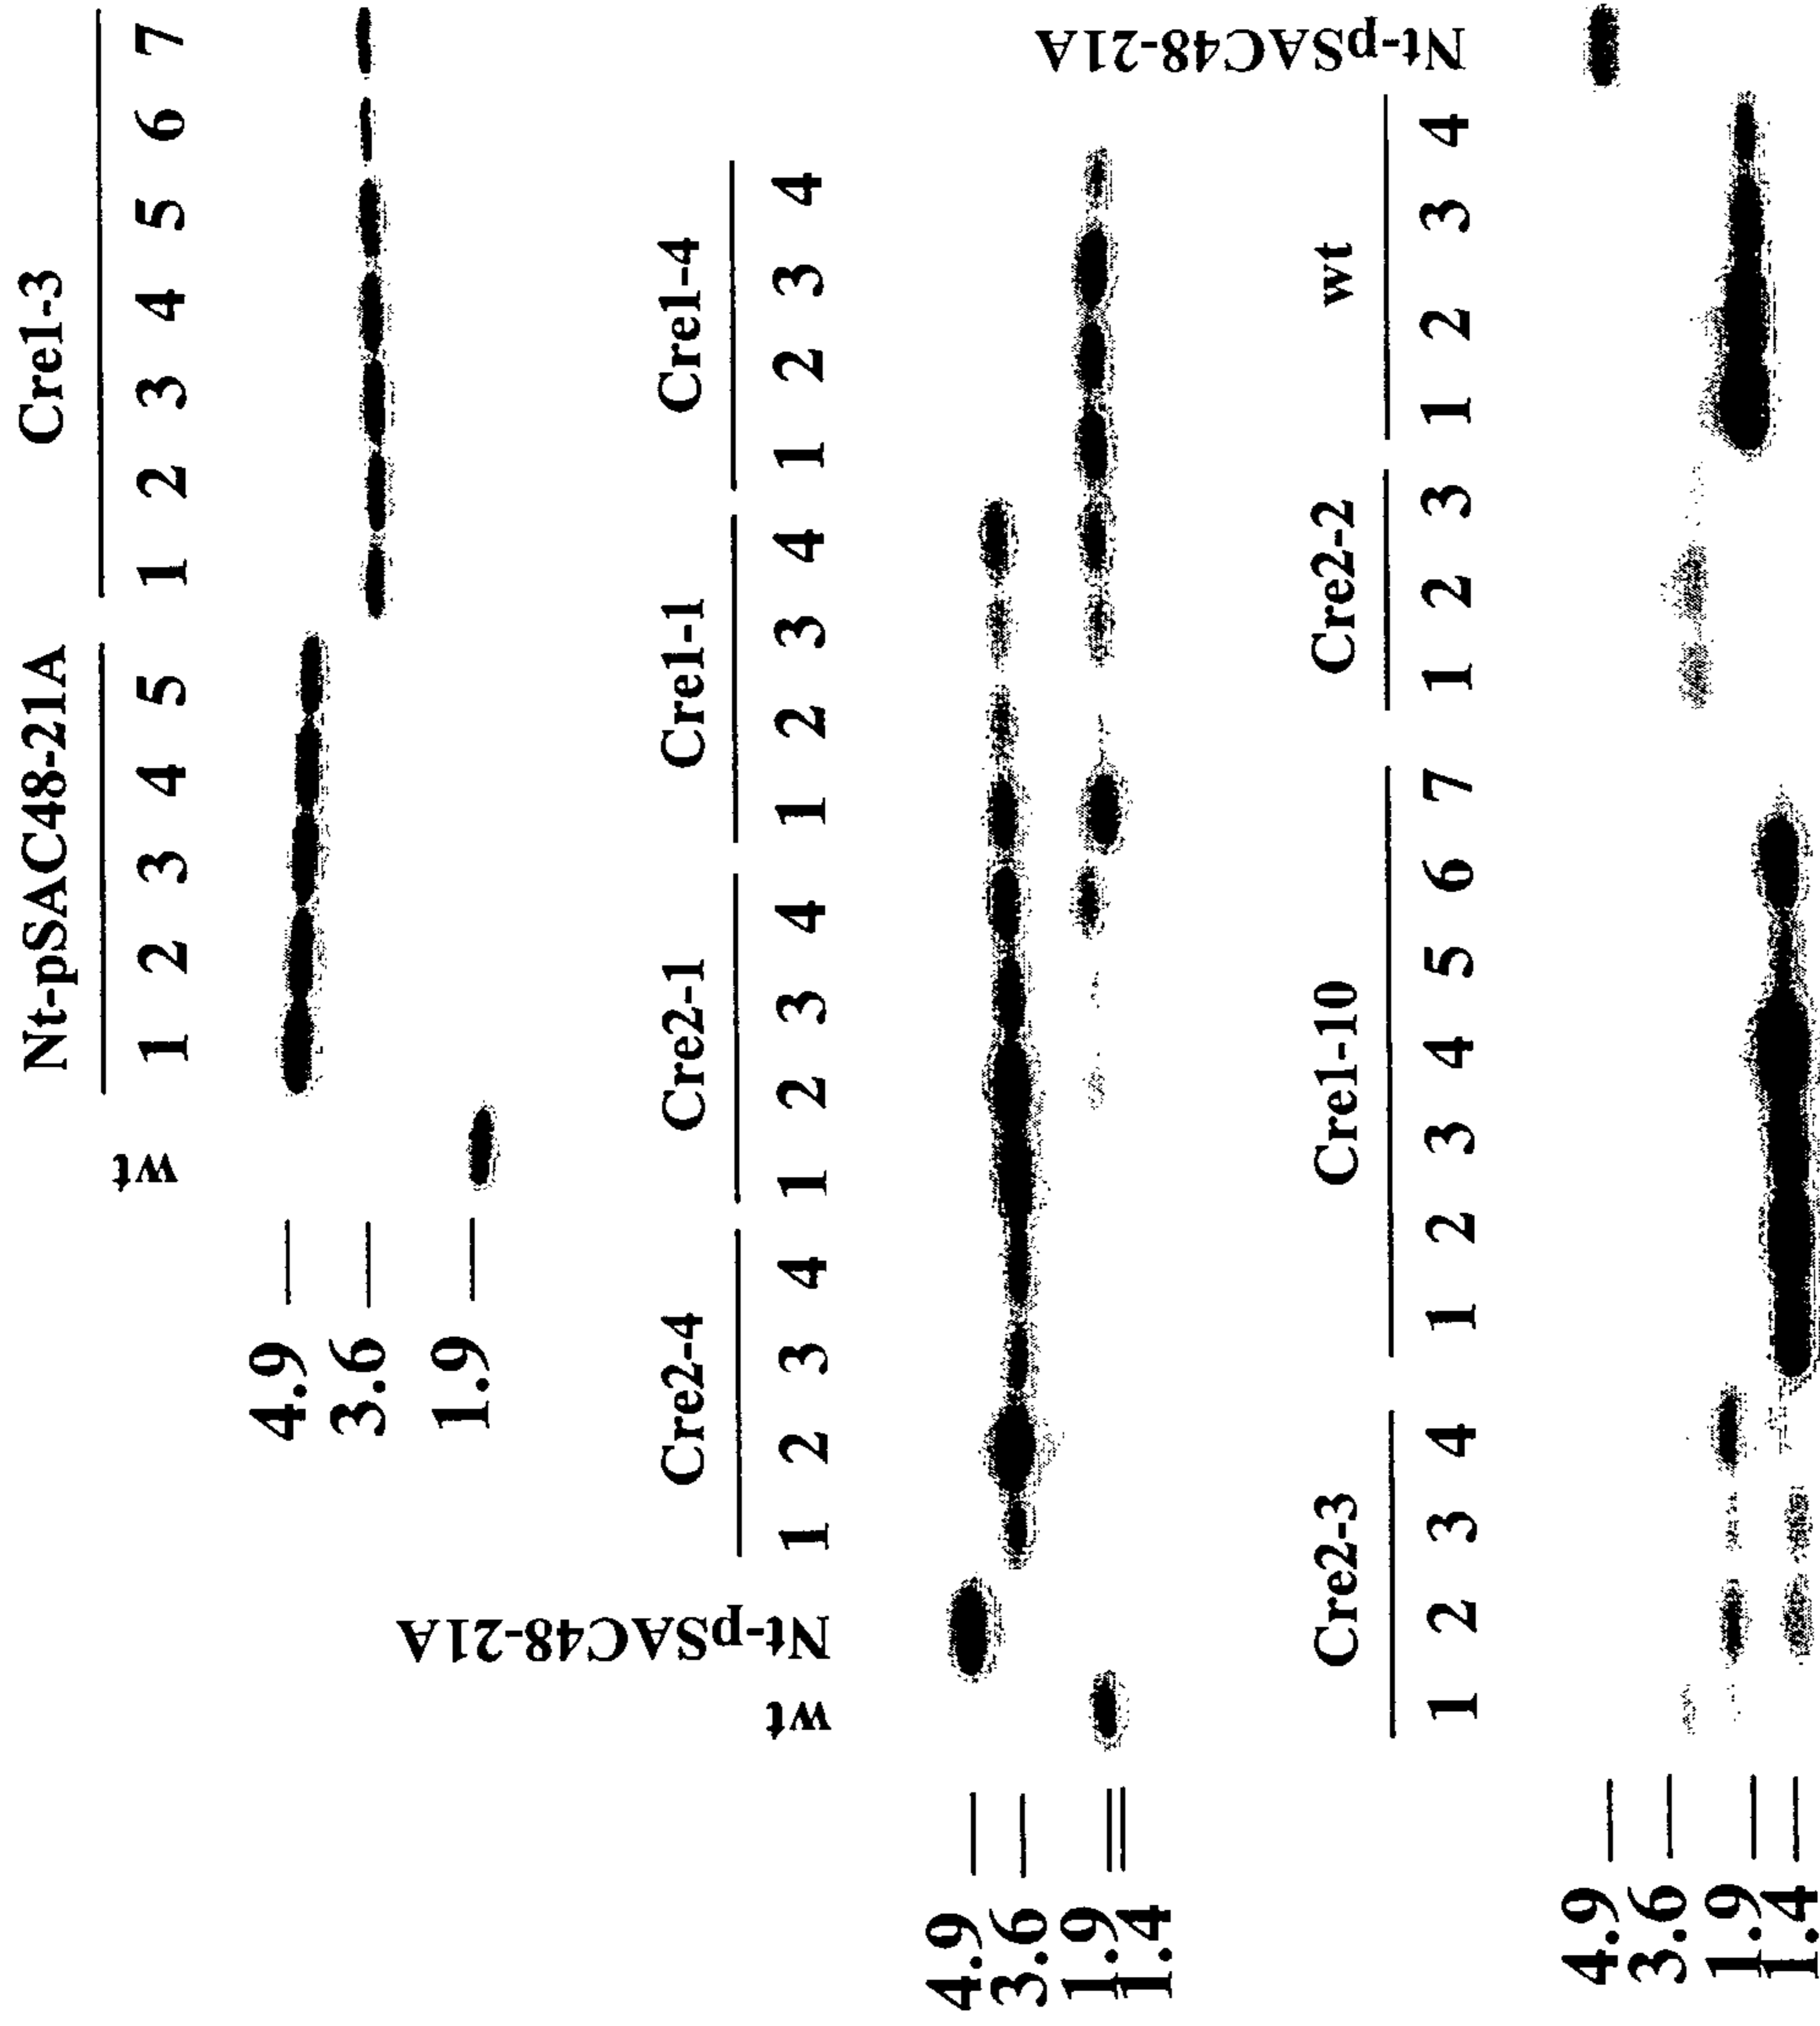 Nt-pSAC48-21A Cre1-3
wt 1 2 3 4 5 1 2 3 4 5 6 7
4.9
3.6
1.9
Cre2-4 Cre2-1 Cre1-1 Cre1-4
wt Nt-pSAC48-21A 1 2 3 4 1 2 3 4 1 2 3 4 1 2 3 4
4.9
3.6
1.9
1.4
Cre2-3 Cre1-10 Cre2-2 wt
1 2 3 4 1 2 3 4 5 6 7 1 2 3 1 2 3 4 Nt-pSAC48-21A
4.9
3.6
1.9
1.4